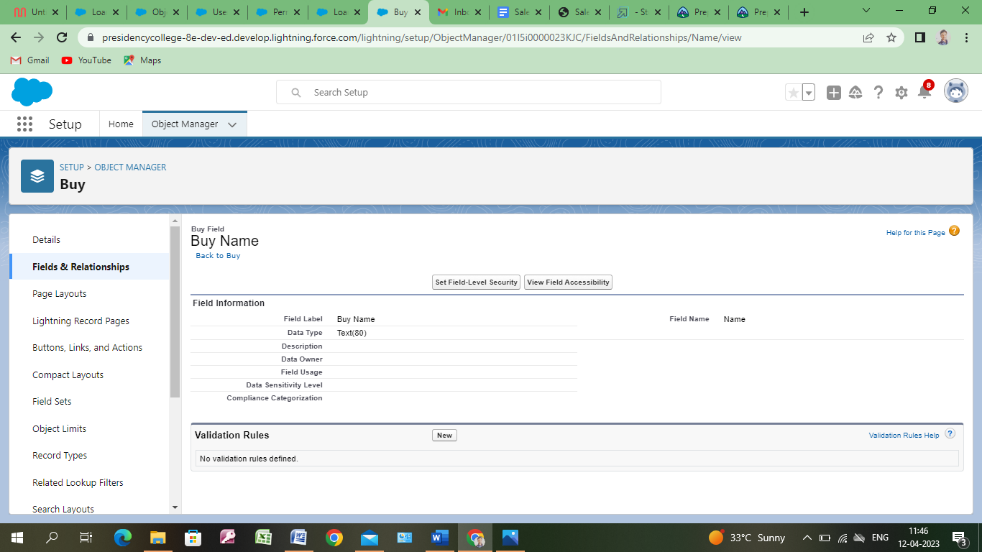 Unt
Loa
Obj
Use
Per
Loa
Buy
Inb
Sale
Sal
- St
Pre
Pre
presidencycollege-8e-dev-ed.develop.lightning.force.com/lightning/setup/ObjectManager/01I5i0000023KJC/FieldsAndRelationships/Name/view
Gmail YouTube Maps
Search Setup
8
Setup Home Object Manager
SETUP > OBJECT MANAGER
Buy
Details
Fields & Relationships
Page Layouts
Lightning Record Pages
Buttons, Links, and Actions
Compact Layouts
Field Sets
Object Limits
Record Types
Related Lookup Filters
Search Layouts
Buy Field
Buy Name
Back to Buy
Help for this Page
Set Field-Level Security View Field Accessibility
Field Information
Field Label Buy Name Field Name Name
Data Type Text(80)
Description
Data Owner
Field Usage
Data Sensitivity Level
Compliance Categorization
Validation Rules New Validation Rules Help ?
No validation rules defined.
33°C Sunny
ENG
11:46
12-04-2023
3